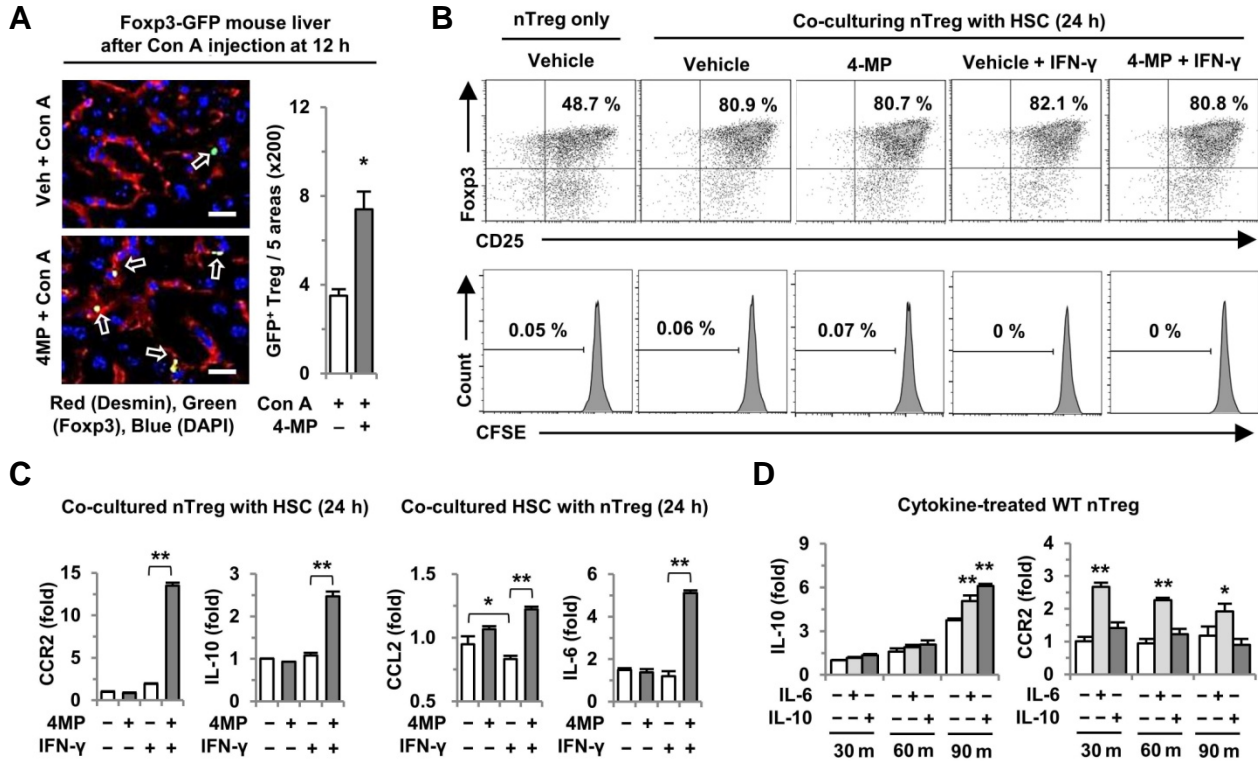 A
Foxp3-GFP mouse liver
after Con A injection at 12 h
Veh + Con A
4MP + Con A
Red (Desmin), Green
(Foxp3), Blue (DAPI)
GFP⁺ Treg / 5 areas (x200)
12
8
4
0
*
Con A + +
4-MP – +
B
nTreg only
Co-culturing nTreg with HSC (24 h)
Vehicle
Vehicle
4-MP
Vehicle + IFN-γ
4-MP + IFN-γ
48.7 %
80.9 %
80.7 %
82.1 %
80.8 %
Foxp3
CD25
0.05 %
0.06 %
0.07 %
0 %
0 %
Count
CFSE
C
Co-cultured nTreg with HSC (24 h)
CCR2 (fold)
15
10
5
0
**
4MP – + – +
IFN-γ – – + +
IL-10 (fold)
3
2
1
0
**
4MP – + – +
IFN-γ – – + +
Co-cultured HSC with nTreg (24 h)
CCL2 (fold)
1.5
1.0
0.5
*
**
4MP – + – +
IFN-γ – – + +
IL-6 (fold)
6
4
2
0
**
4MP – + – +
IFN-γ – – + +
D
Cytokine-treated WT nTreg
IL-10 (fold)
9
6
3
0
**
**
IL-6 – + – – + – – + –
IL-10 – – + – – + – – +
30 m 60 m 90 m
CCR2 (fold)
4
3
2
1
0
**
**
*
IL-6 – + – – + – – + –
IL-10 – – + – – + – – +
30 m 60 m 90 m